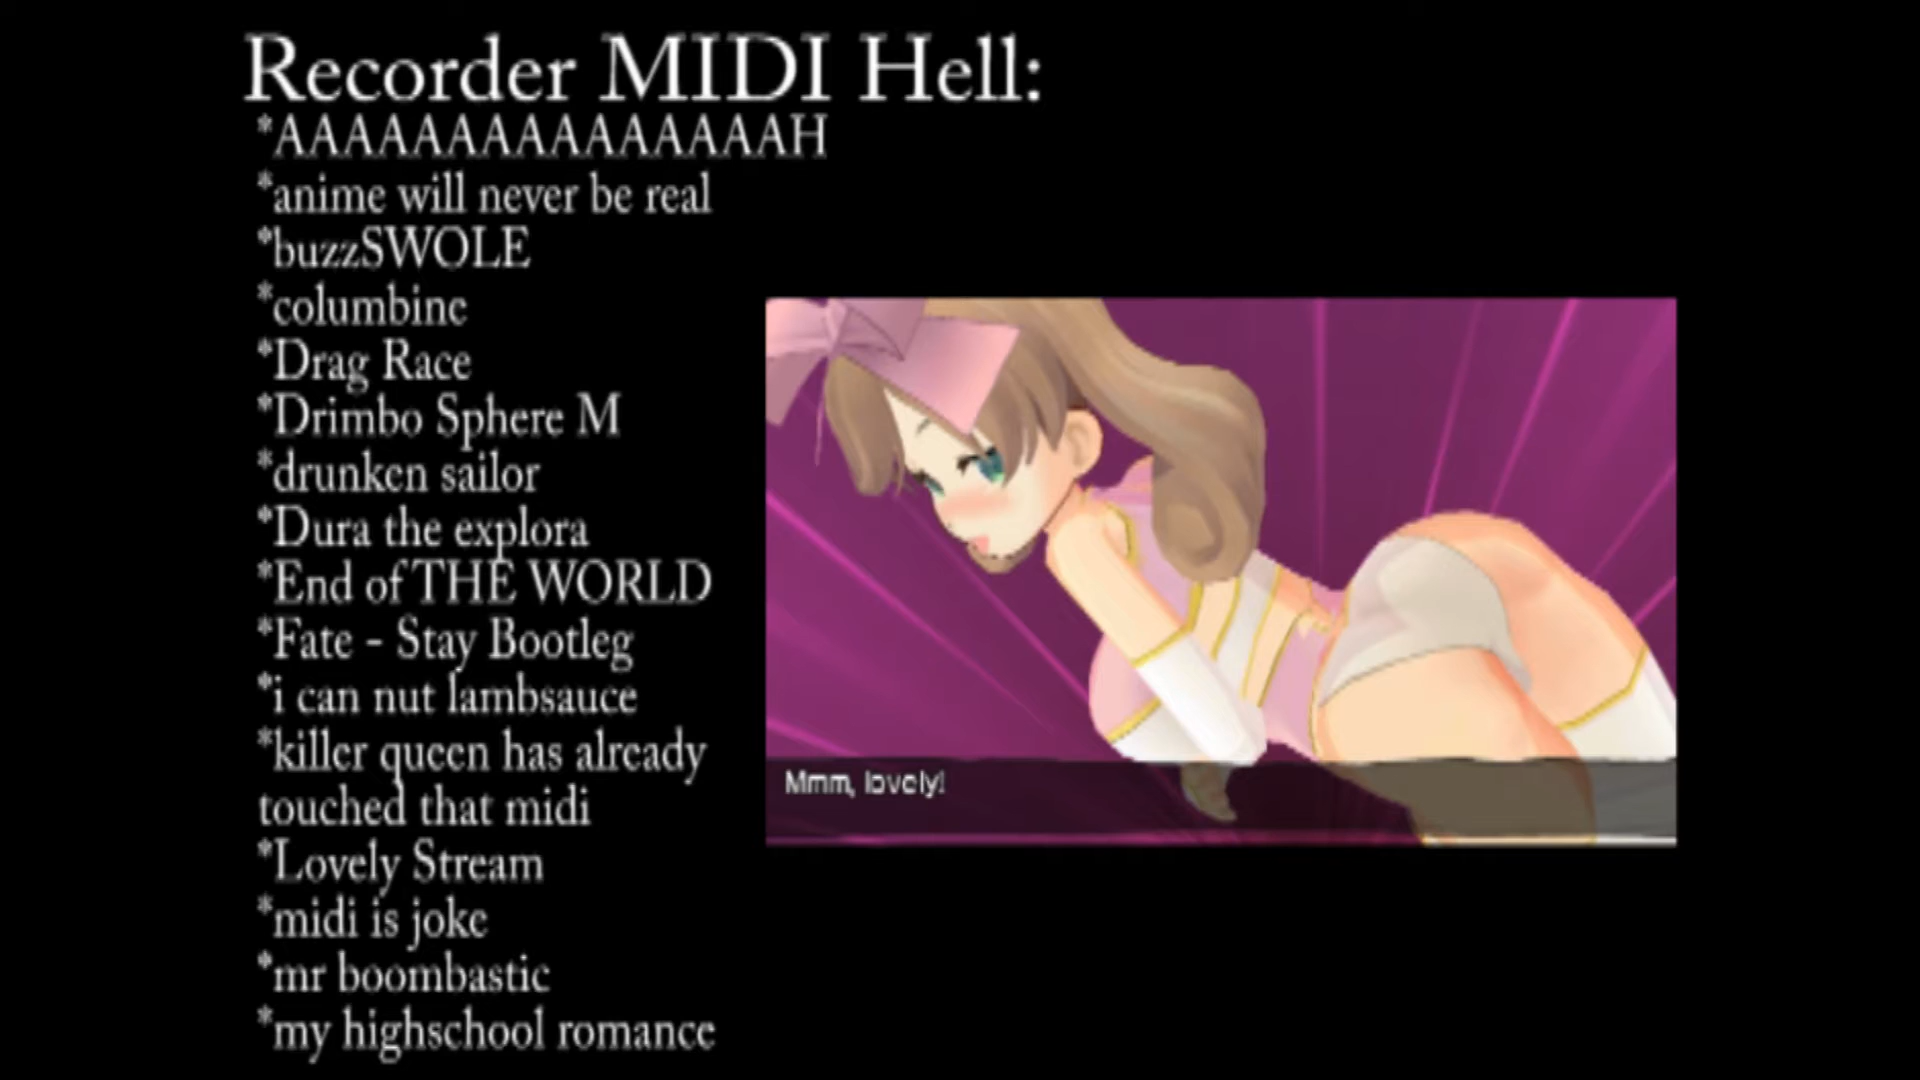 Recorder MIDI Hell:
*AAAAAAAAAAAAAAAH
*anime will never be real
*buzzSWOLE
*columbine
*Drag Race
*Drimbo Sphere M
*drunken sailor
*Dura the explora
*End of THE WORLD
*Fate - Stay Bootleg
*i can nut lambsauce
*killer queen has already
touched that midi
*Lovely Stream
*midi is joke
*mr boombastic
*my highschool romance
Mmm, lovely!